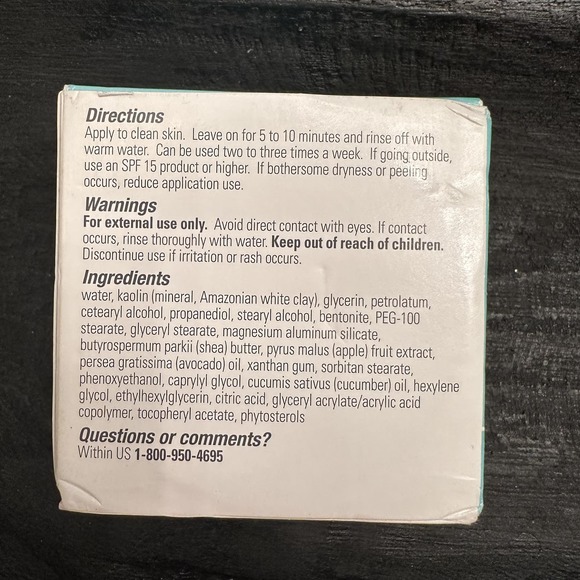 Directions
Apply to clean skin. Leave on for 5 to 10 minutes and rinse off with
warm water. Can be used two to three times a week. If going outside,
use an SPF 15 product or higher. If bothersome dryness or peeling
occurs, reduce application use.
Warnings
For external use only. Avoid direct contact with eyes. If contact
occurs, rinse thoroughly with water. Keep out of reach of children.
Discontinue use if irritation or rash occurs.
Ingredients
water, kaolin (mineral, Amazonian white clay), glycerin, petrolatum,
cetearyl alcohol, propanediol, stearyl alcohol, bentonite, PEG-100
stearate, glyceryl stearate, magnesium aluminum silicate,
butyrospermum parkii (shea) butter, pyrus malus (apple) fruit extract,
persea gratissima (avocado) oil, xanthan gum, sorbitan stearate,
phenoxyethanol, caprylyl glycol, cucumis sativus (cucumber) oil, hexylene
glycol, ethylhexylglycerin, citric acid, glyceryl acrylate/acrylic acid
copolymer, tocopheryl acetate, phytosterols
Questions or comments?
Within US 1-800-950-4695